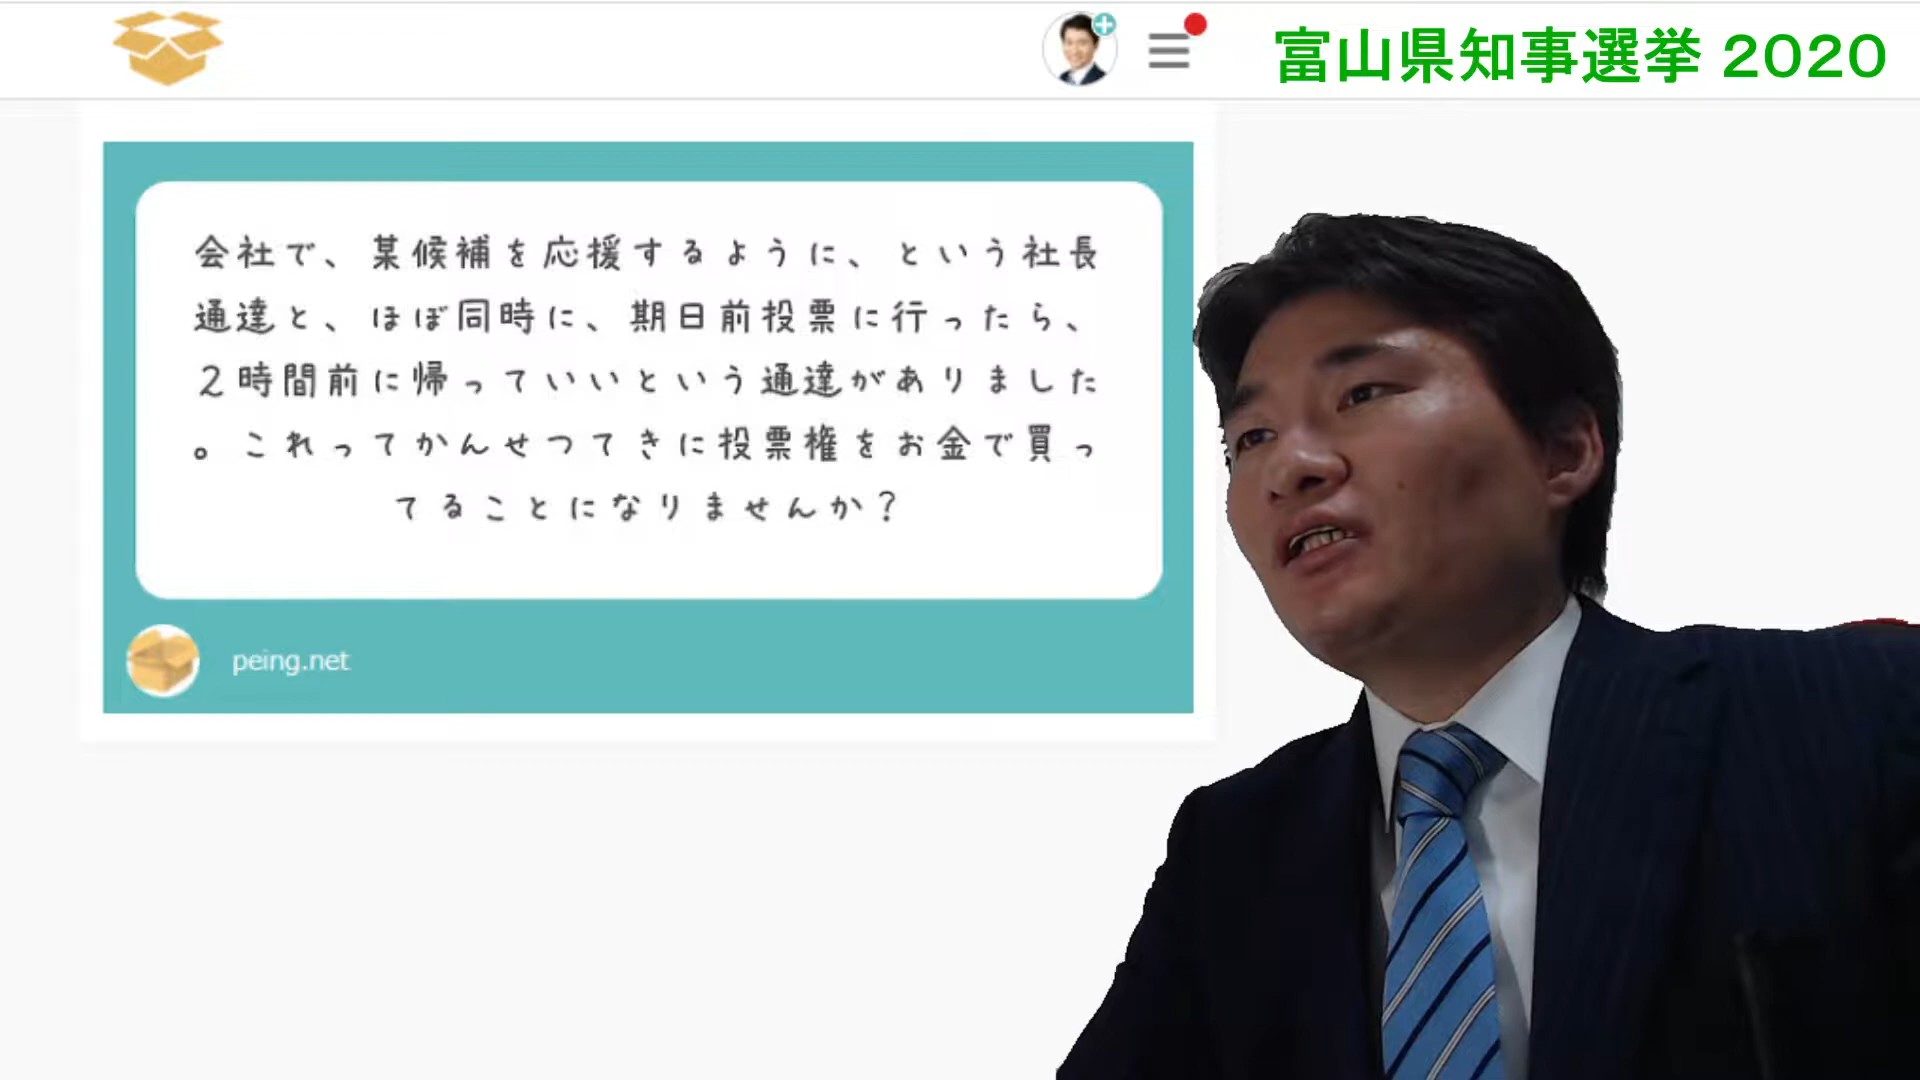 富山県知事選挙 2020
会社で、某候補を応援するように、という社長
通達と、ほぼ同時に、期日前投票に行ったら、
2時間前に帰っていいという通達がありました
。これってかんせつてきに投票権をお金で買っ
てることになりませんか？
peing.net